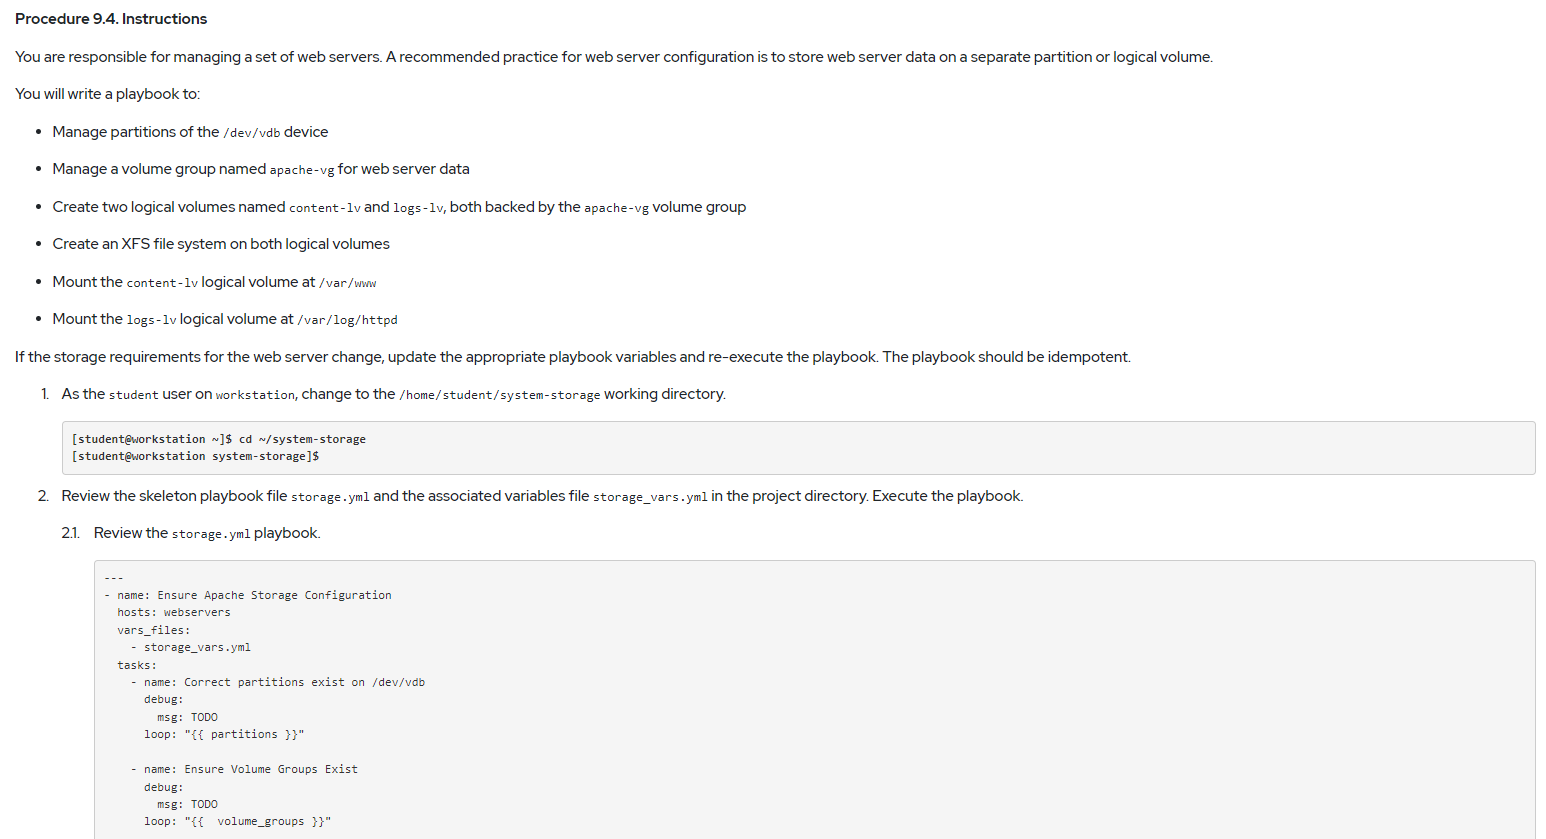 Procedure 9.4. Instructions
You are responsible for managing a set of web servers. A recommended practice for web server configuration is to store web server data on a separate partition or logical volume.
You will write a playbook to:
• Manage partitions of the /dev/vdb device
• Manage a volume group named apache-vg for web server data
• Create two logical volumes named content-lv and logs-lv, both backed by the apache-vg volume group
• Create an XFS file system on both logical volumes
• Mount the content-lv logical volume at /var/www
• Mount the logs-lv logical volume at /var/log/httpd
If the storage requirements for the web server change, update the appropriate playbook variables and re-execute the playbook. The playbook should be idempotent.
1. As the student user on workstation, change to the /home/student/system-storage working directory.
[student@workstation ~]$ cd ~/system-storage
[student@workstation system-storage]$
2. Review the skeleton playbook file storage.yml and the associated variables file storage_vars.yml in the project directory. Execute the playbook.
2.1. Review the storage.yml playbook.
---
- name: Ensure Apache Storage Configuration
  hosts: webservers
  vars_files:
    - storage_vars.yml
  tasks:
    - name: Correct partitions exist on /dev/vdb
      debug:
        msg: TODO
      loop: "{{ partitions }}"
    - name: Ensure Volume Groups Exist
      debug:
        msg: TODO
      loop: "{{  volume_groups }}"